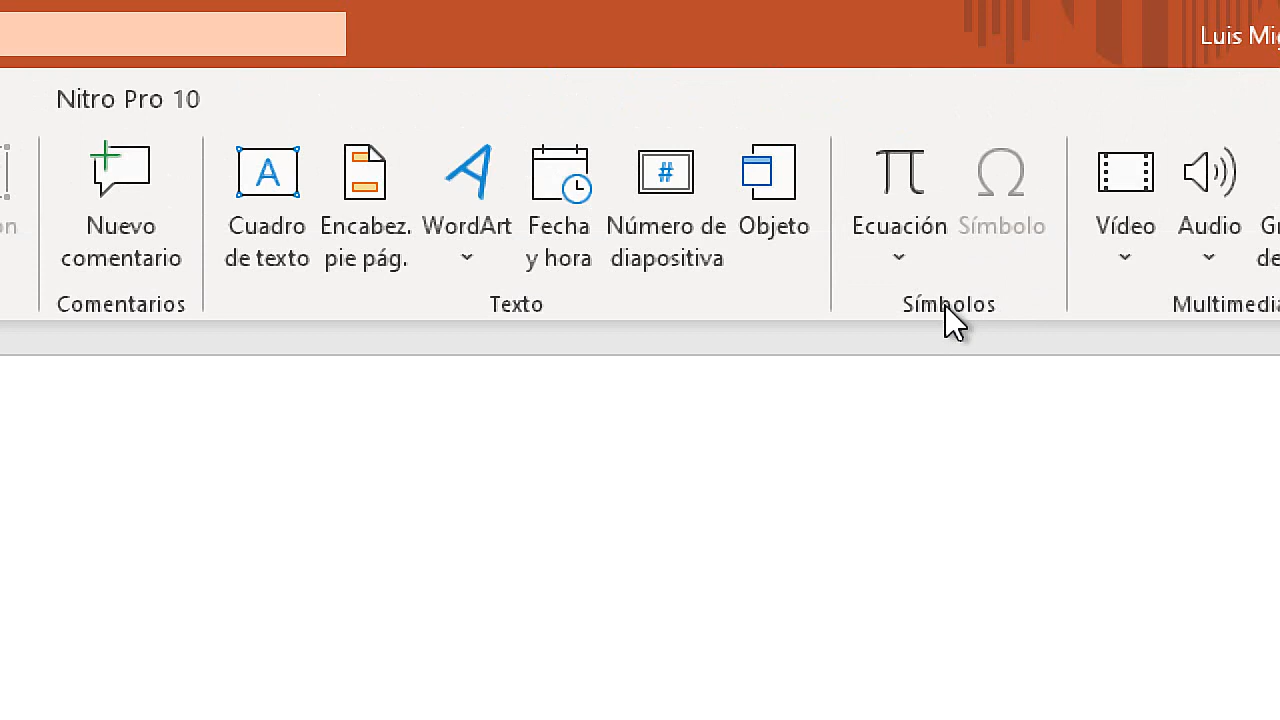 Luis Mi
Nitro Pro 10
Nuevo
comentario
Comentarios
Cuadro
de texto
Encabez.
pie pág.
WordArt
Fecha
y hora
Número de
diapositiva
Objeto
Texto
Ecuación
Símbolo
Símbolos
Vídeo
Audio
Multimedia